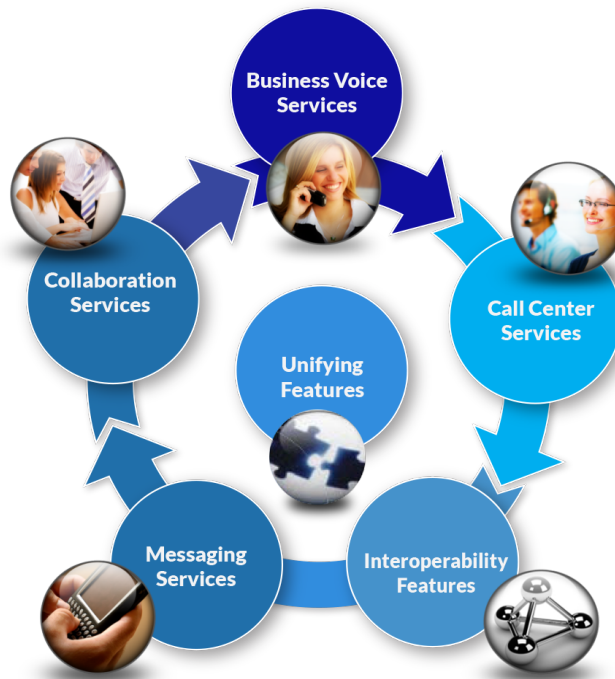 Business Voice
Services
Collaboration
Services
Call Center
Services
Unifying
Features
Messaging
Services
Interoperability
Features